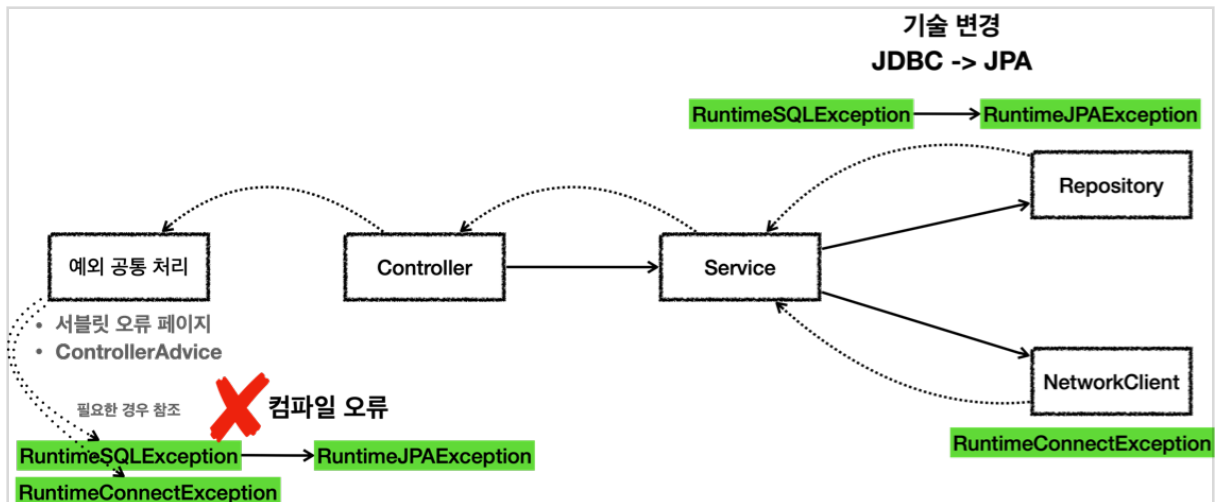 기술 변경
JDBC -> JPA
RuntimeSQLException
RuntimeJPAException
Repository
예외 공통 처리
Controller
Service
• 서블릿 오류 페이지
• ControllerAdvice
NetworkClient
필요한 경우 참조
컴파일 오류
RuntimeConnectException
RuntimeSQLException
RuntimeJPAException
RuntimeConnectException